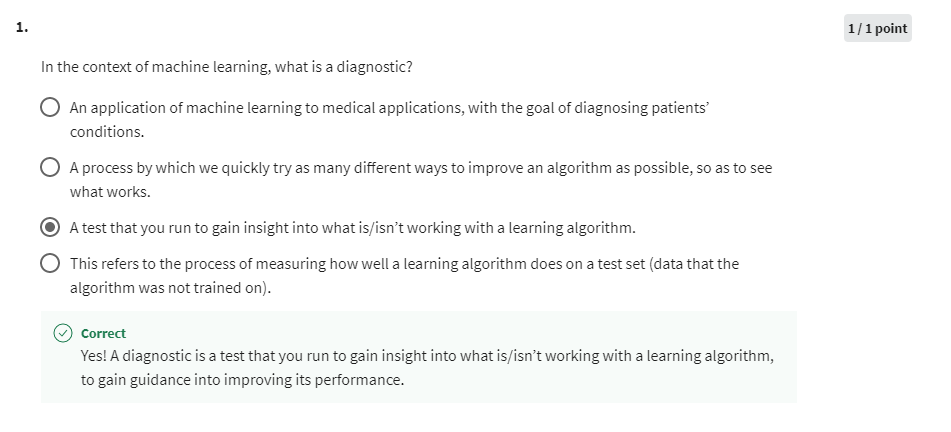 1.
1 / 1 point
In the context of machine learning, what is a diagnostic?
An application of machine learning to medical applications, with the goal of diagnosing patients’
conditions.
A process by which we quickly try as many different ways to improve an algorithm as possible, so as to see
what works.
A test that you run to gain insight into what is/isn’t working with a learning algorithm.
This refers to the process of measuring how well a learning algorithm does on a test set (data that the
algorithm was not trained on).
Correct
Yes! A diagnostic is a test that you run to gain insight into what is/isn’t working with a learning algorithm,
to gain guidance into improving its performance.